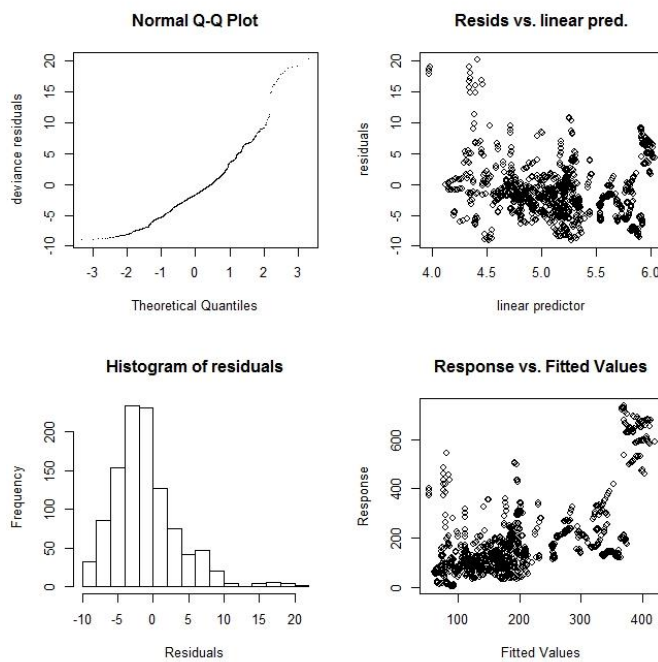 Normal Q-Q Plot
deviance residuals
20
15
10
5
0
-5
-10
-3 -2 -1 0 1 2 3
Theoretical Quantiles
Resids vs. linear pred.
residuals
20
15
10
5
0
-5
-10
4.0 4.5 5.0 5.5 6.0
linear predictor
Histogram of residuals
Frequency
200
150
100
50
0
-10 -5 0 5 10 15 20
Residuals
Response vs. Fitted Values
Response
600
400
200
0
100 200 300 400
Fitted Values